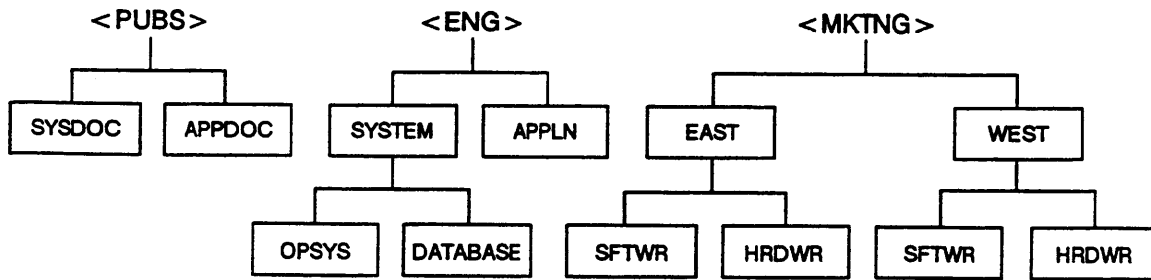 <PUBS> <ENG> <MKTNG>
SYSDOC APPDOC SYSTEM APPLN EAST WEST
OPSYS DATABASE SFTWR HRDWR SFTWR HRDWR